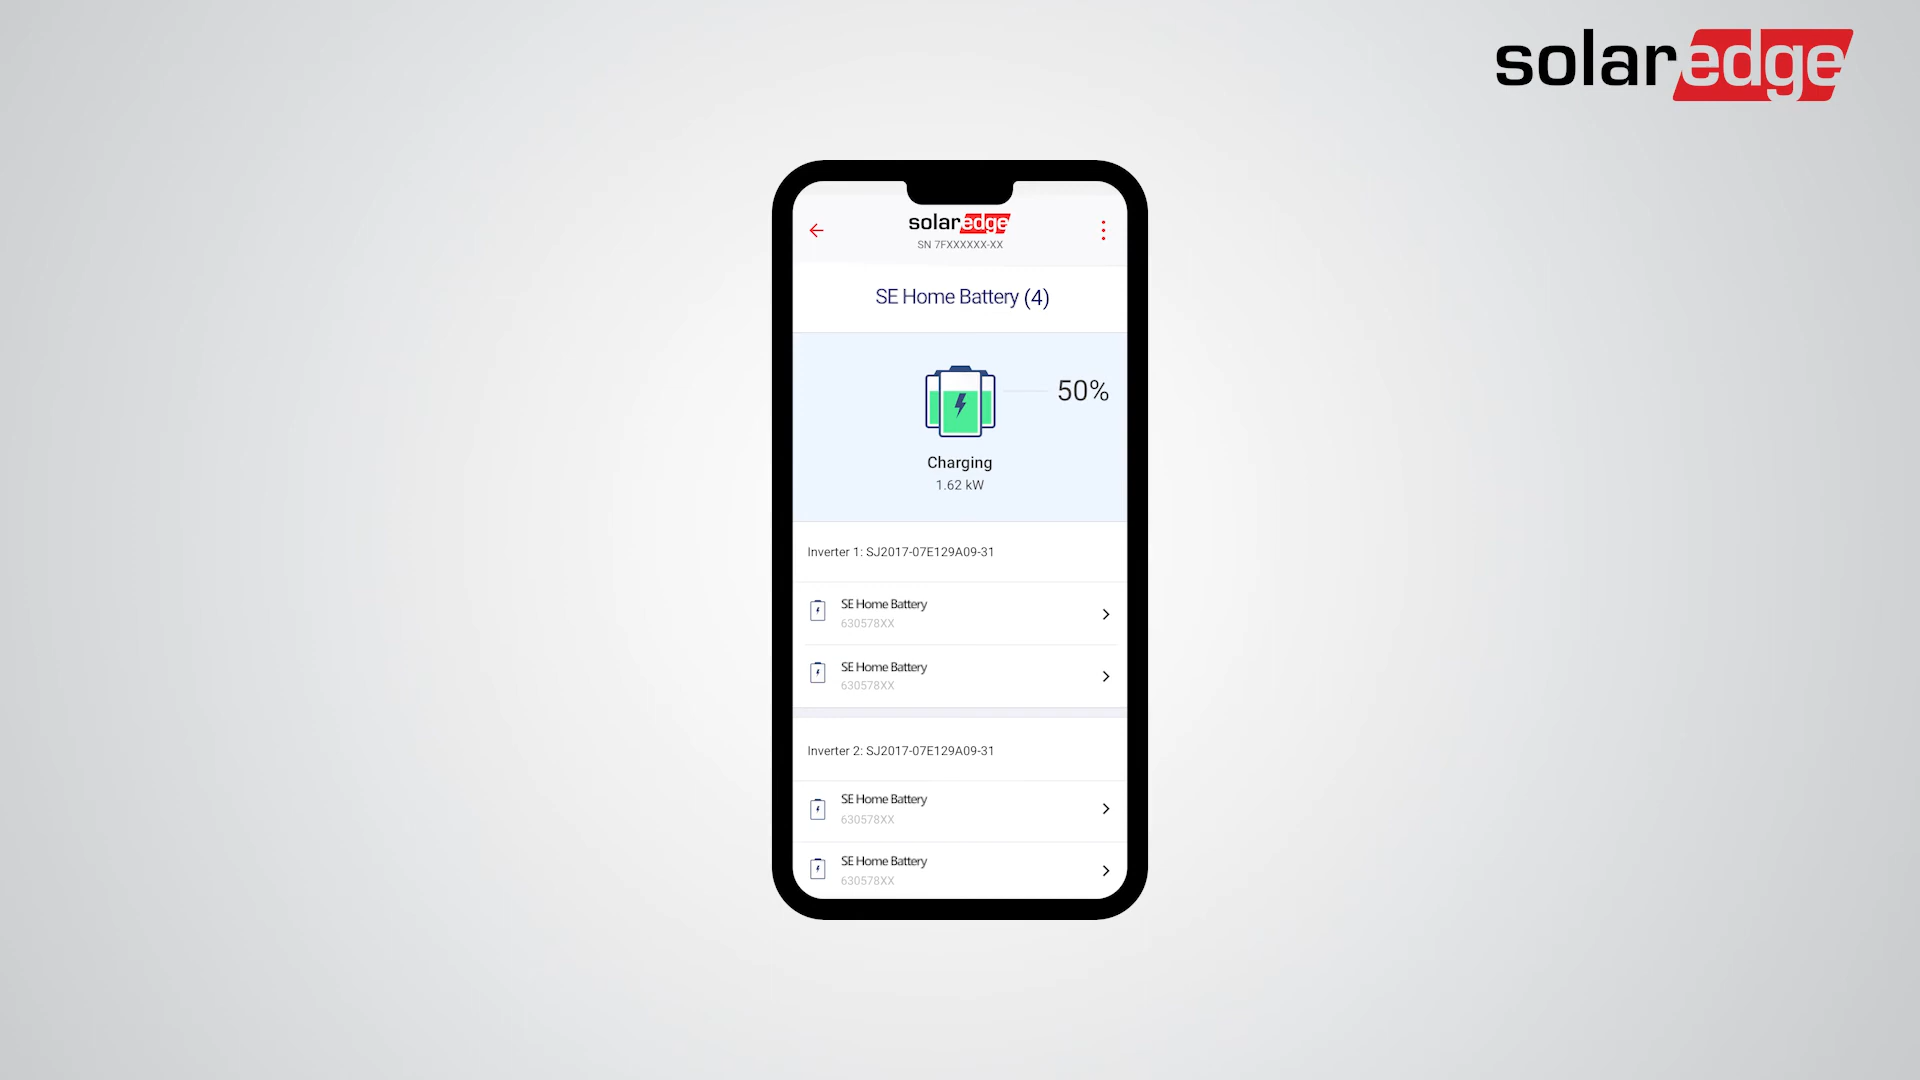 solaredge
solaredge
SN 7FXXXXXX-XX
SE Home Battery (4)
50%
Charging
1.62 kW
Inverter 1: SJ2017-07E129A09-31
SE Home Battery
630578XX
SE Home Battery
630578XX
Inverter 2: SJ2017-07E129A09-31
SE Home Battery
630578XX
SE Home Battery
630578XX